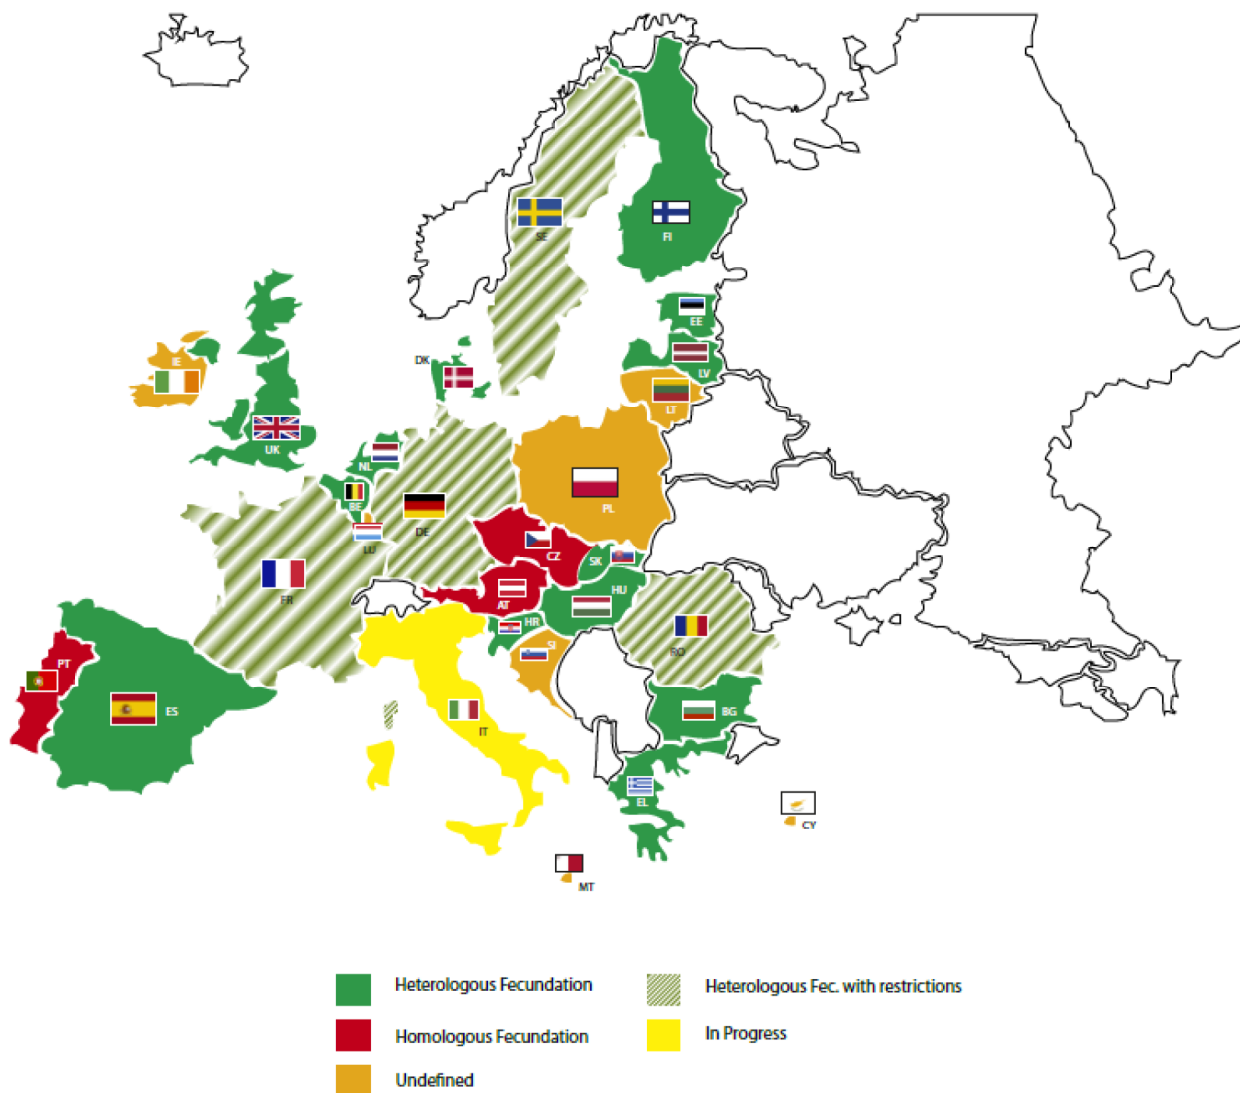 SE
FI
EE
LV
DK
LT
IE
UK
NL
BE
LU
DE
PL
CZ
SK
FR
AT
HU
HR
SI
RO
PT
ES
IT
BG
EL
CY
MT
Heterologous Fecundation
Heterologous Fec. with restrictions
Homologous Fecundation
In Progress
Undefined